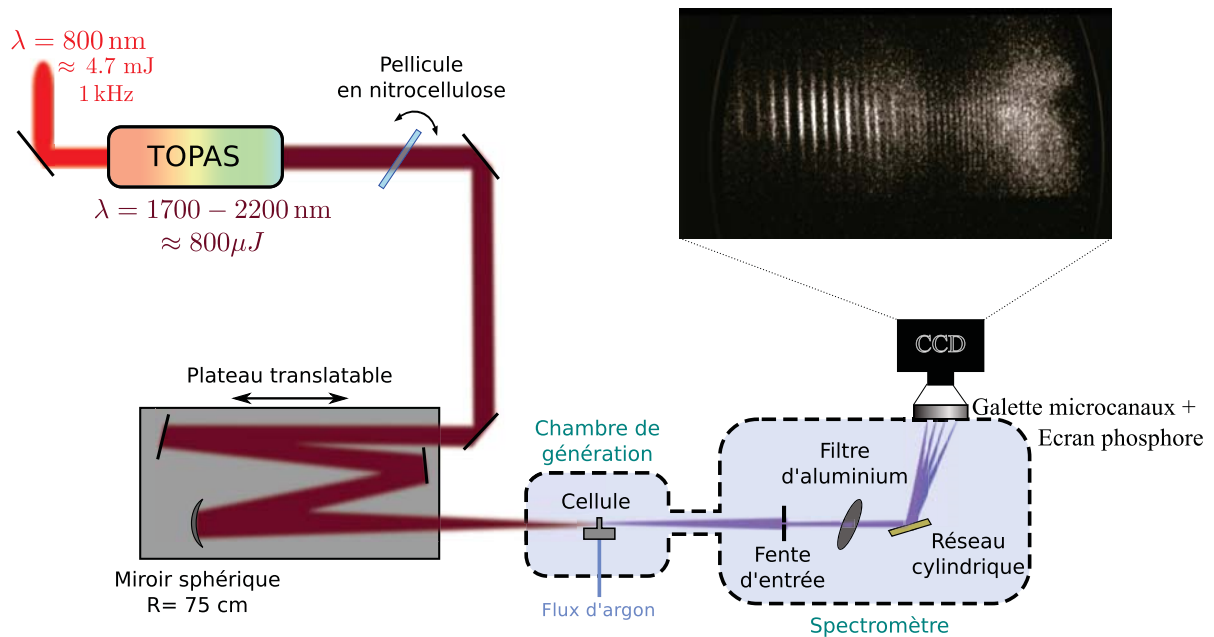 λ = 800 nm
≈ 4.7 mJ
1 kHz
TOPAS
λ = 1700 − 2200 nm
≈ 800μJ
Pellicule
en nitrocellulose
Plateau translatable
Miroir sphérique
R= 75 cm
Chambre de
génération
Cellule
Flux d'argon
CCD
Galette microcanaux +
Ecran phosphore
Filtre
d'aluminium
Fente
d'entrée
Réseau
cylindrique
Spectromètre